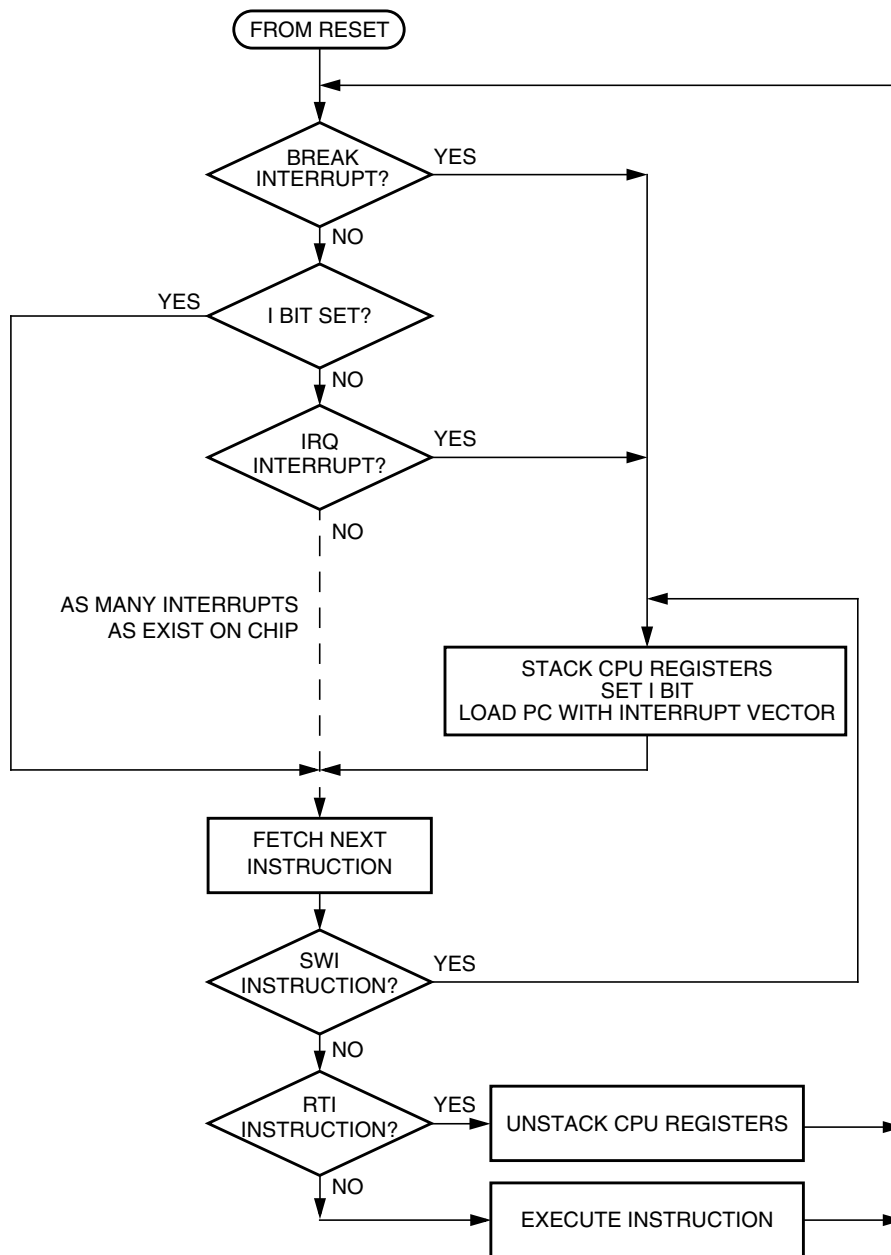 FROM RESET
BREAK
INTERRUPT?
YES
NO
YES
I BIT SET?
NO
IRQ
INTERRUPT?
YES
NO
AS MANY INTERRUPTS
AS EXIST ON CHIP
STACK CPU REGISTERS
SET I BIT
LOAD PC WITH INTERRUPT VECTOR
FETCH NEXT
INSTRUCTION
SWI
INSTRUCTION?
YES
NO
RTI
INSTRUCTION?
YES
UNSTACK CPU REGISTERS
NO
EXECUTE INSTRUCTION